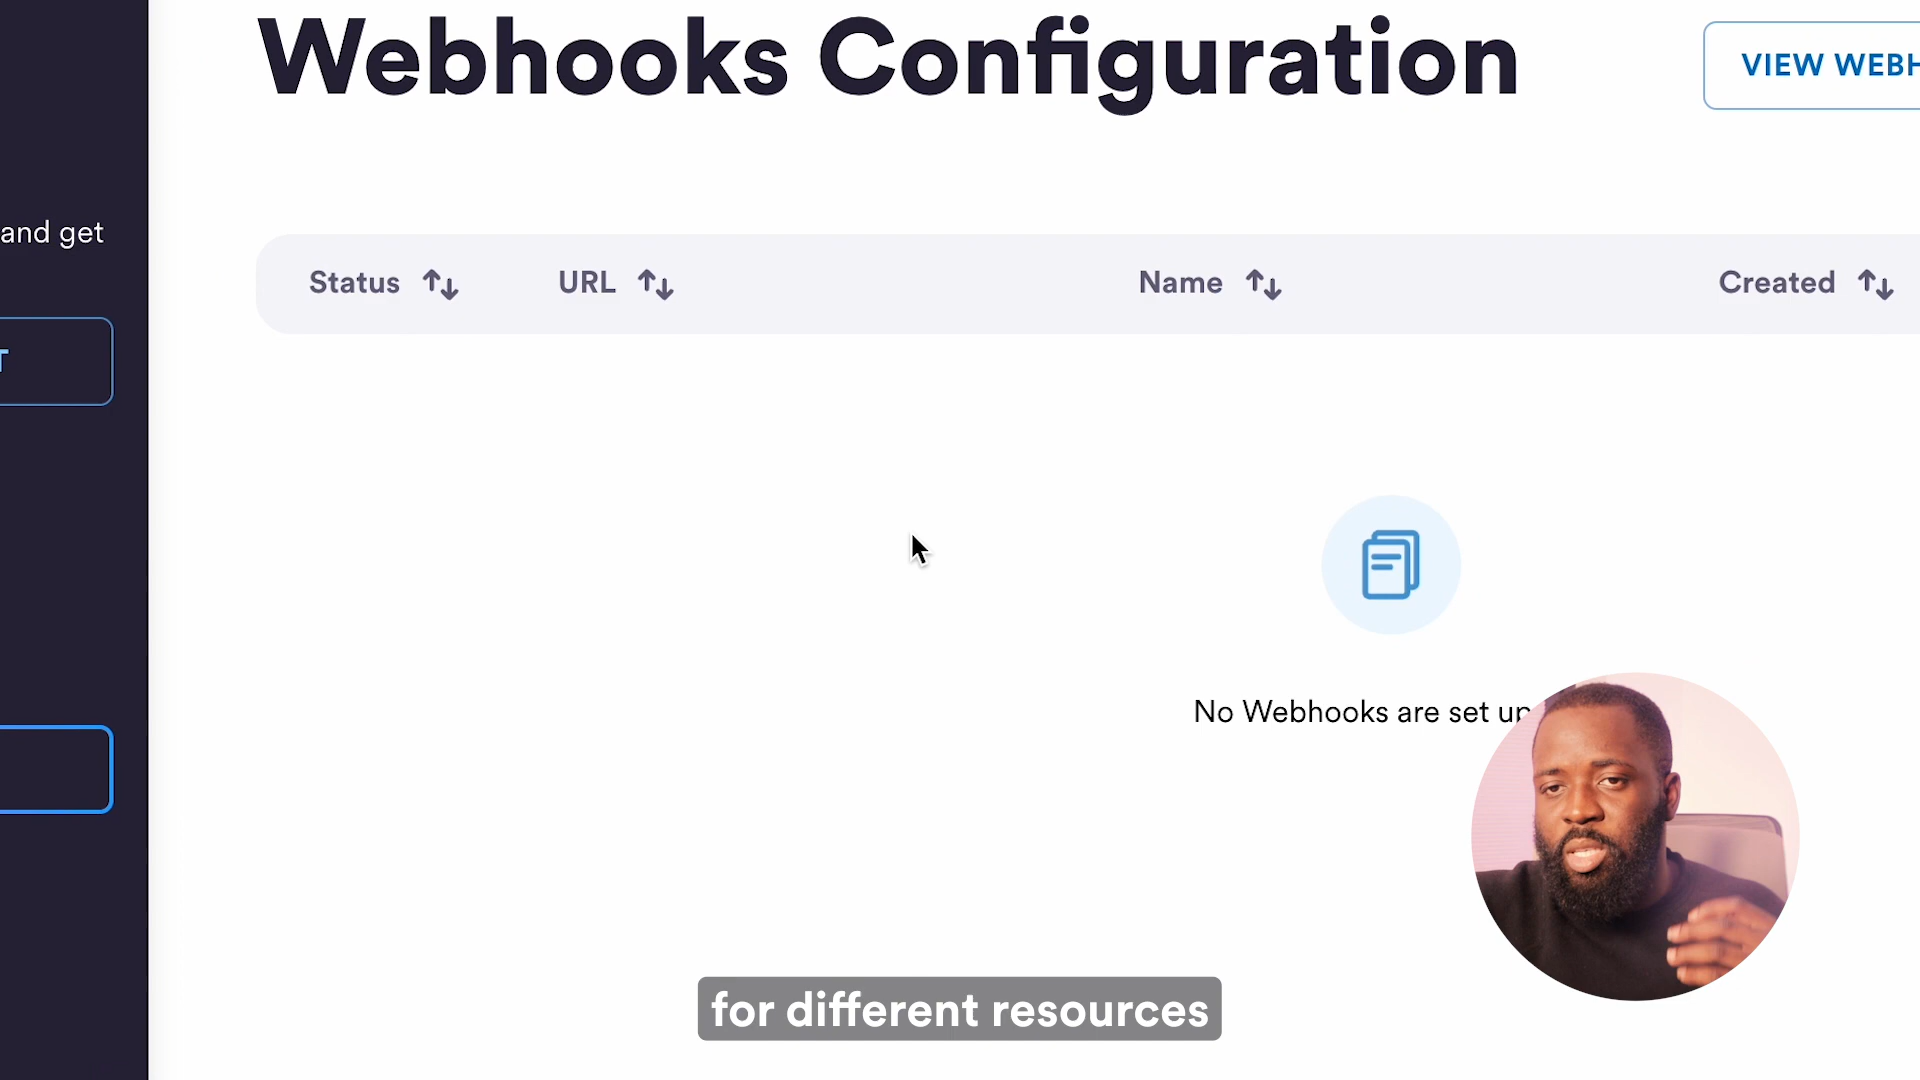 Webhooks Configuration
VIEW WEBH
and get
Status
URL
Name
Created
T
No Webhooks are set up
for different resources